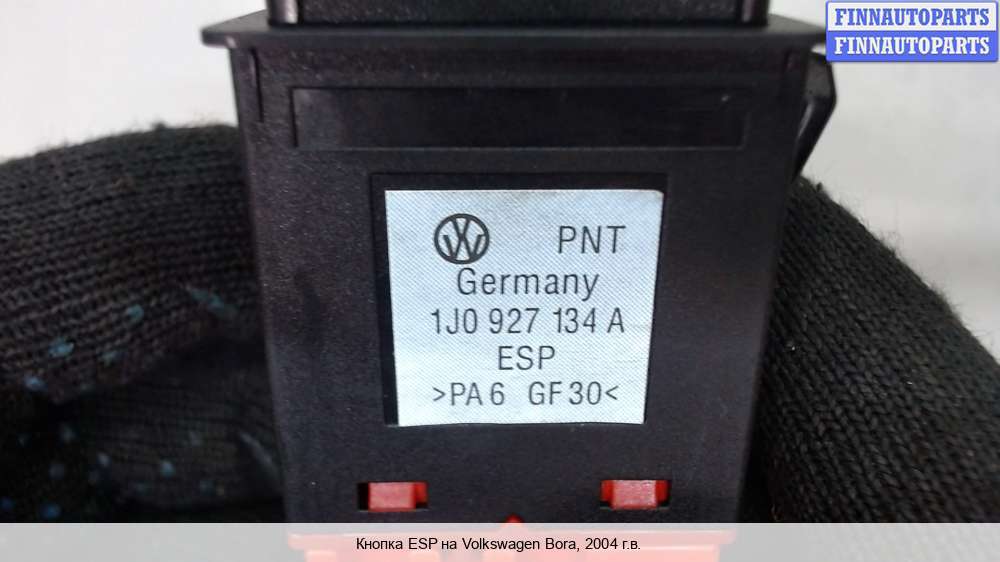 FINNAUTOPARTS
FINNAUTOPARTS
PNT
Germany
1J0 927 134 A
ESP
>PA 6 GF 30<
Кнопка ESP на Volkswagen Bora, 2004 г.в.